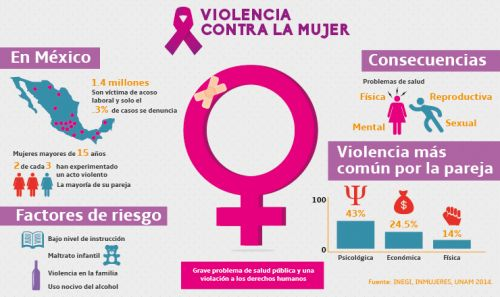 VIOLENCIA
CONTRA LA MUJER
En México
1.4 millones
Son víctima de acoso
laboral y solo el
.3% de casos se denuncia
Mujeres mayores de 15 años
2 de cada 3 han experimentado
un acto violento
La mayoría de su pareja
Factores de riesgo
Bajo nivel de instrucción
Maltrato infantil
Violencia en la familia
Uso nocivo del alcohol
Grave problema de salud pública y una
violación a los derechos humanos
Consecuencias
Problemas de salud
Física
Reproductiva
Mental
Sexual
Violencia más
común por la pareja
100
0
Ψ
$
43%
24.5%
14%
Psicológica
Económica
Física
Fuente: INEGI, INMUJERES, UNAM 2014.